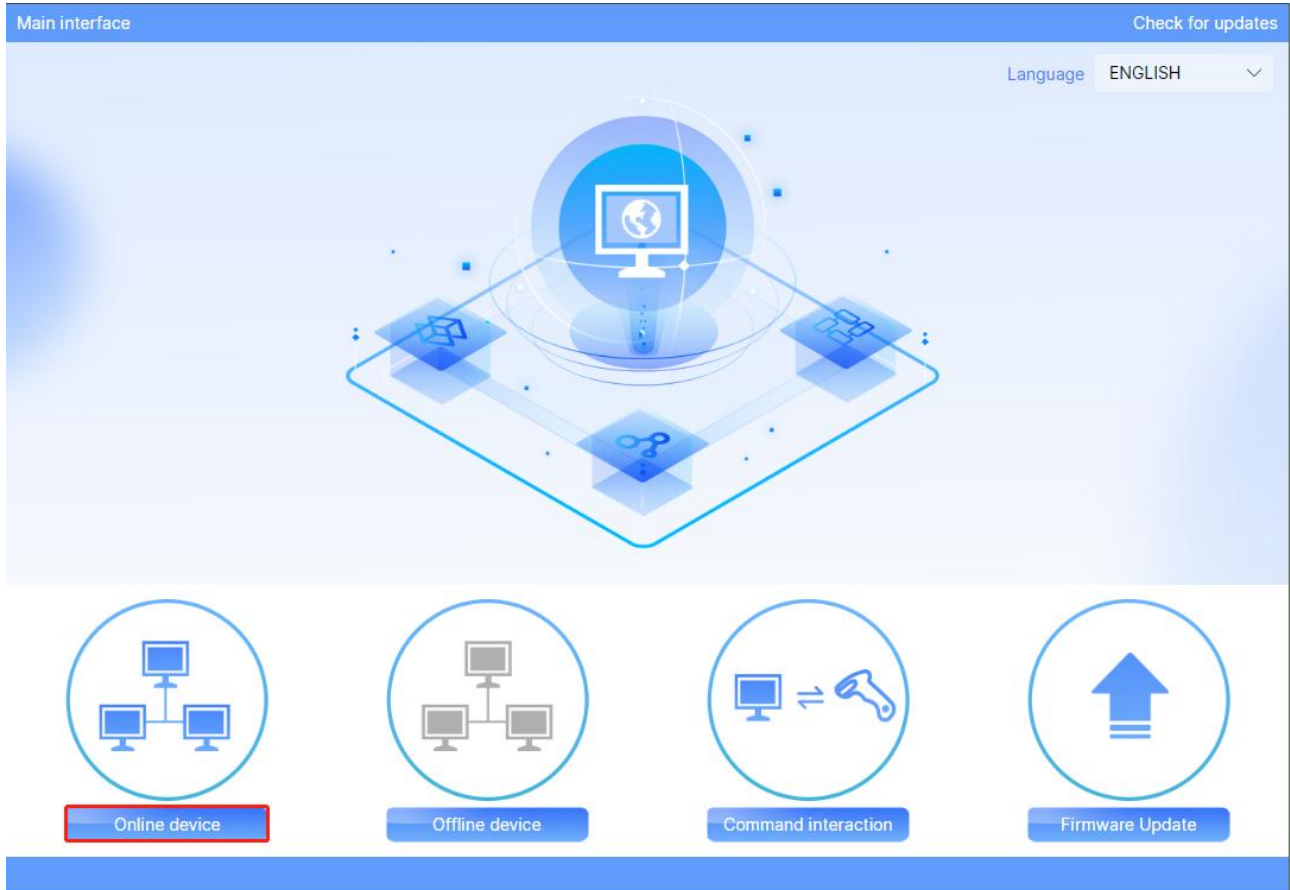 Main interface
Check for updates
Language ENGLISH
Online device
Offline device
Command interaction
Firmware Update